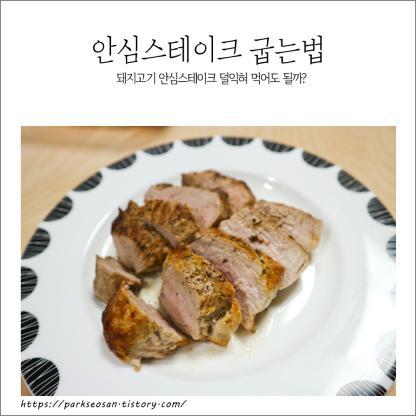 안심스테이크 굽는법
돼지고기 안심스테이크 덜익혀 먹어도 될까?
https://parkseosan.tistory.com/